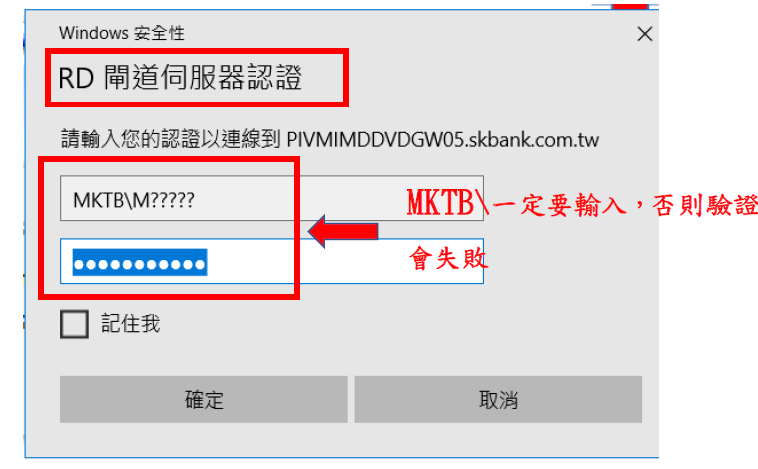 Windows 安全性
RD 閘道伺服器認證
請輸入您的認證以連線到 PIVMIMDDVDGW05.skbank.com.tw
MKTB\M?????
MKTB\一定要輸入，否則驗證
●●●●●●●●●●●
會失敗
記住我
確定
取消